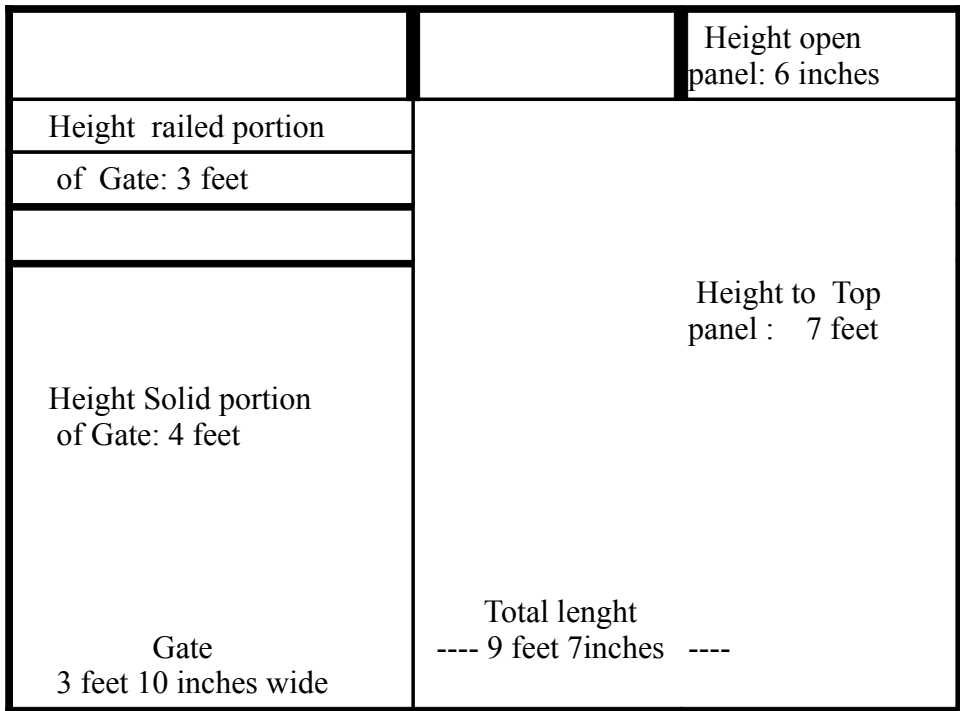 Height open
panel: 6 inches
Height railed portion
of Gate: 3 feet
Height to Top
panel : 7 feet
Height Solid portion
of Gate: 4 feet
Total lenght
---- 9 feet 7inches ----
Gate
3 feet 10 inches wide